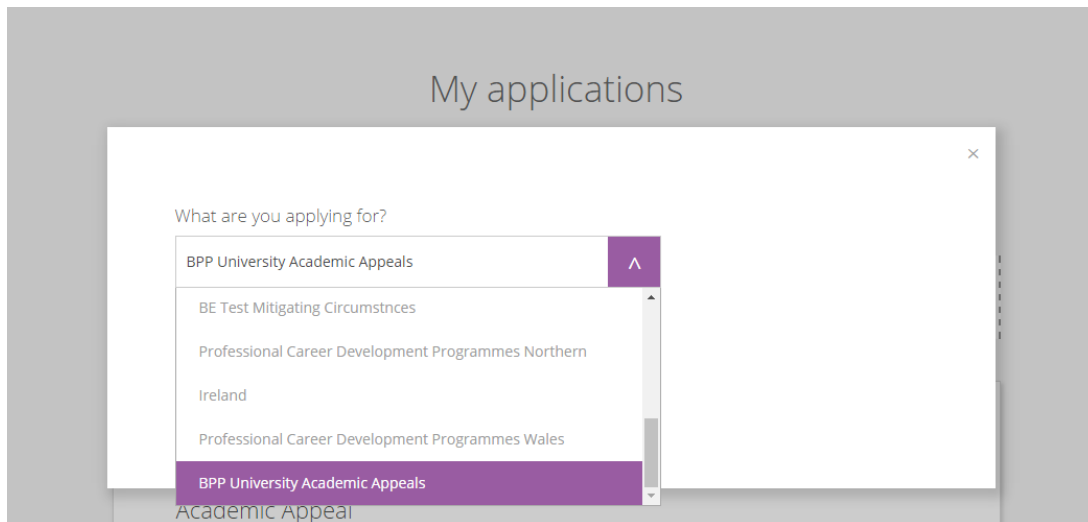 My applications
×
What are you applying for?
BPP University Academic Appeals
BE Test Mitigating Circumstnces
Professional Career Development Programmes Northern
Ireland
Professional Career Development Programmes Wales
BPP University Academic Appeals
Academic Appeal